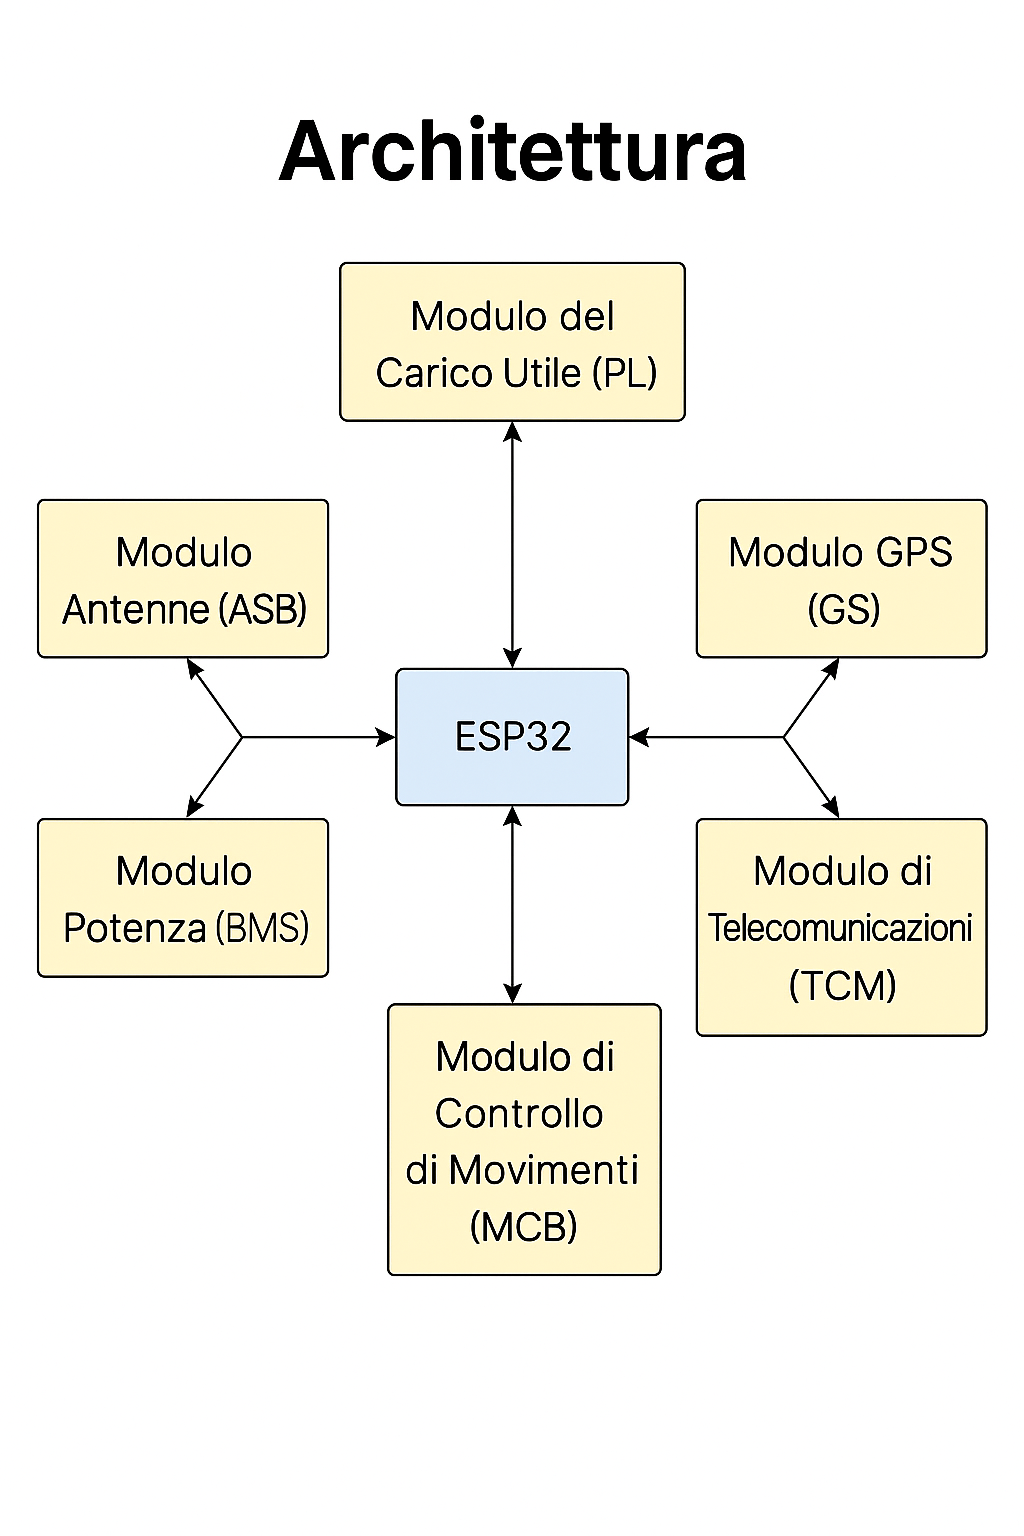 Architettura
Modulo del
Carico Utile (PL)
Modulo
Antenne (ASB)
Modulo GPS
(GS)
ESP32
Modulo
Potenza (BMS)
Modulo di
Telecomunicazioni
(TCM)
Modulo di
Controllo
di Movimenti
(MCB)